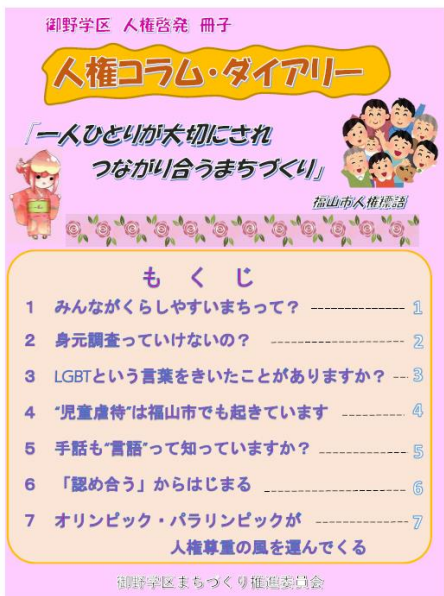 御野学区 人権啓発 冊子
人権コラム・ダイアリー
「一人ひとりが大切にされ
つながり合うまちづくり」
福山市人権標語
もくじ
1 みんながくらしやすいまちって? -------------- 1
2 身元調査っていけないの? -------------------- 2
3 LGBTという言葉をきいたことがありますか? -- 3
4 “児童虐待”は福山市でも起きています --------- 4
5 手話も“言語”って知っていますか? ------------ 5
6 「認め合う」からはじまる -------------------- 6
7 オリンピック・パラリンピックが -------------- 7
人権尊重の風を運んでくる
御野学区まちづくり推進委員会